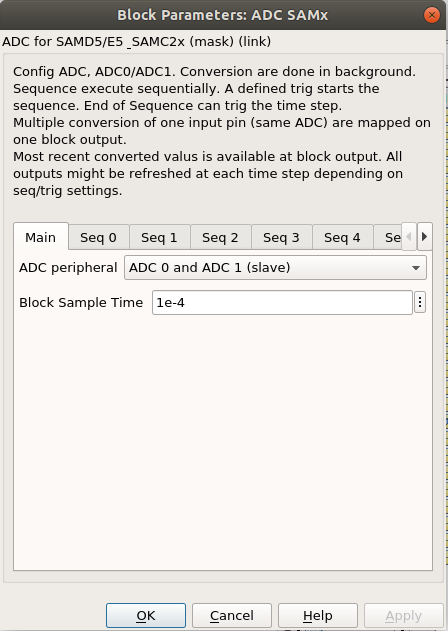 Block Parameters: ADC SAMx
ADC for SAMD5/E5 _SAMC2x (mask) (link)
Config ADC, ADC0/ADC1. Conversion are done in background.
Sequence execute sequentially. A defined trig starts the
sequence. End of Sequence can trig the time step.
Multiple conversion of one input pin (same ADC) are mapped on
one block output.
Most recent converted valus is available at block output. All
outputs might be refreshed at each time step depending on
seq/trig settings.
Main Seq 0 Seq 1 Seq 2 Seq 3 Seq 4 Se
ADC peripheral ADC 0 and ADC 1 (slave)
Block Sample Time 1e-4
OK Cancel Help Apply